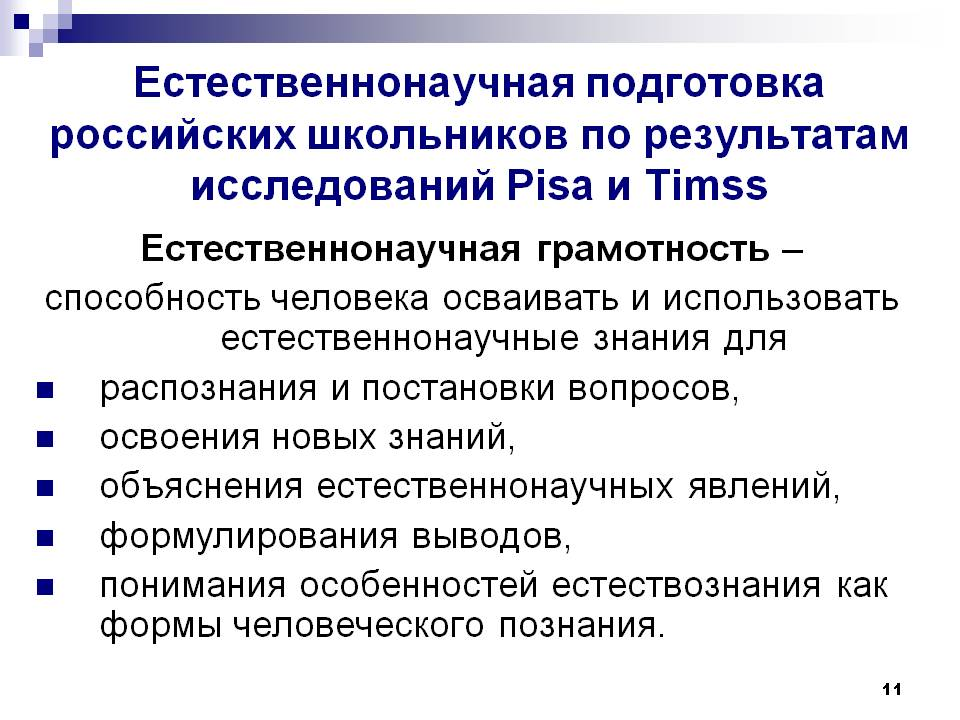 Естественнонаучная подготовка
российских школьников по результатам
исследований Pisa и Timss
Естественнонаучная грамотность –
способность человека осваивать и использовать
естественнонаучные знания для
распознания и постановки вопросов,
освоения новых знаний,
объяснения естественнонаучных явлений,
формулирования выводов,
понимания особенностей естествознания как
формы человеческого познания.
11